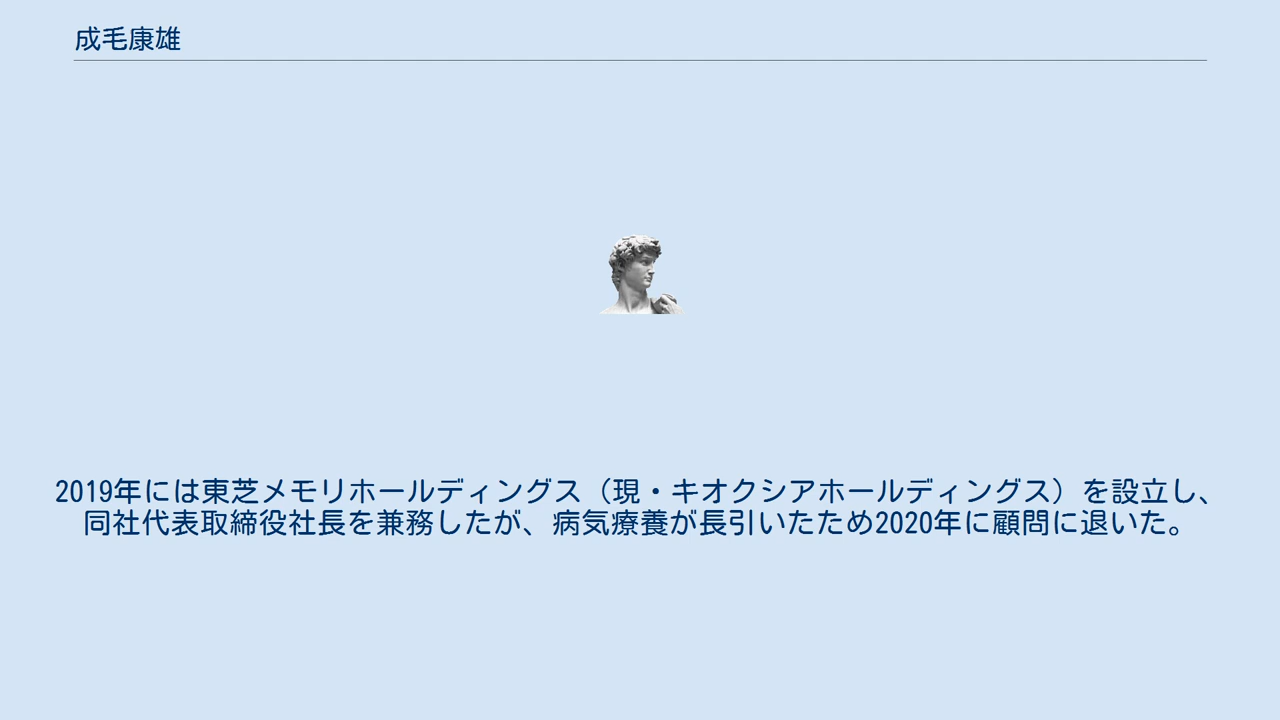 成毛康雄
2019年には東芝メモリホールディングス（現・キオクシアホールディングス）を設立し、
同社代表取締役社長を兼務したが、病気療養が長引いたため2020年に顧問に退いた。